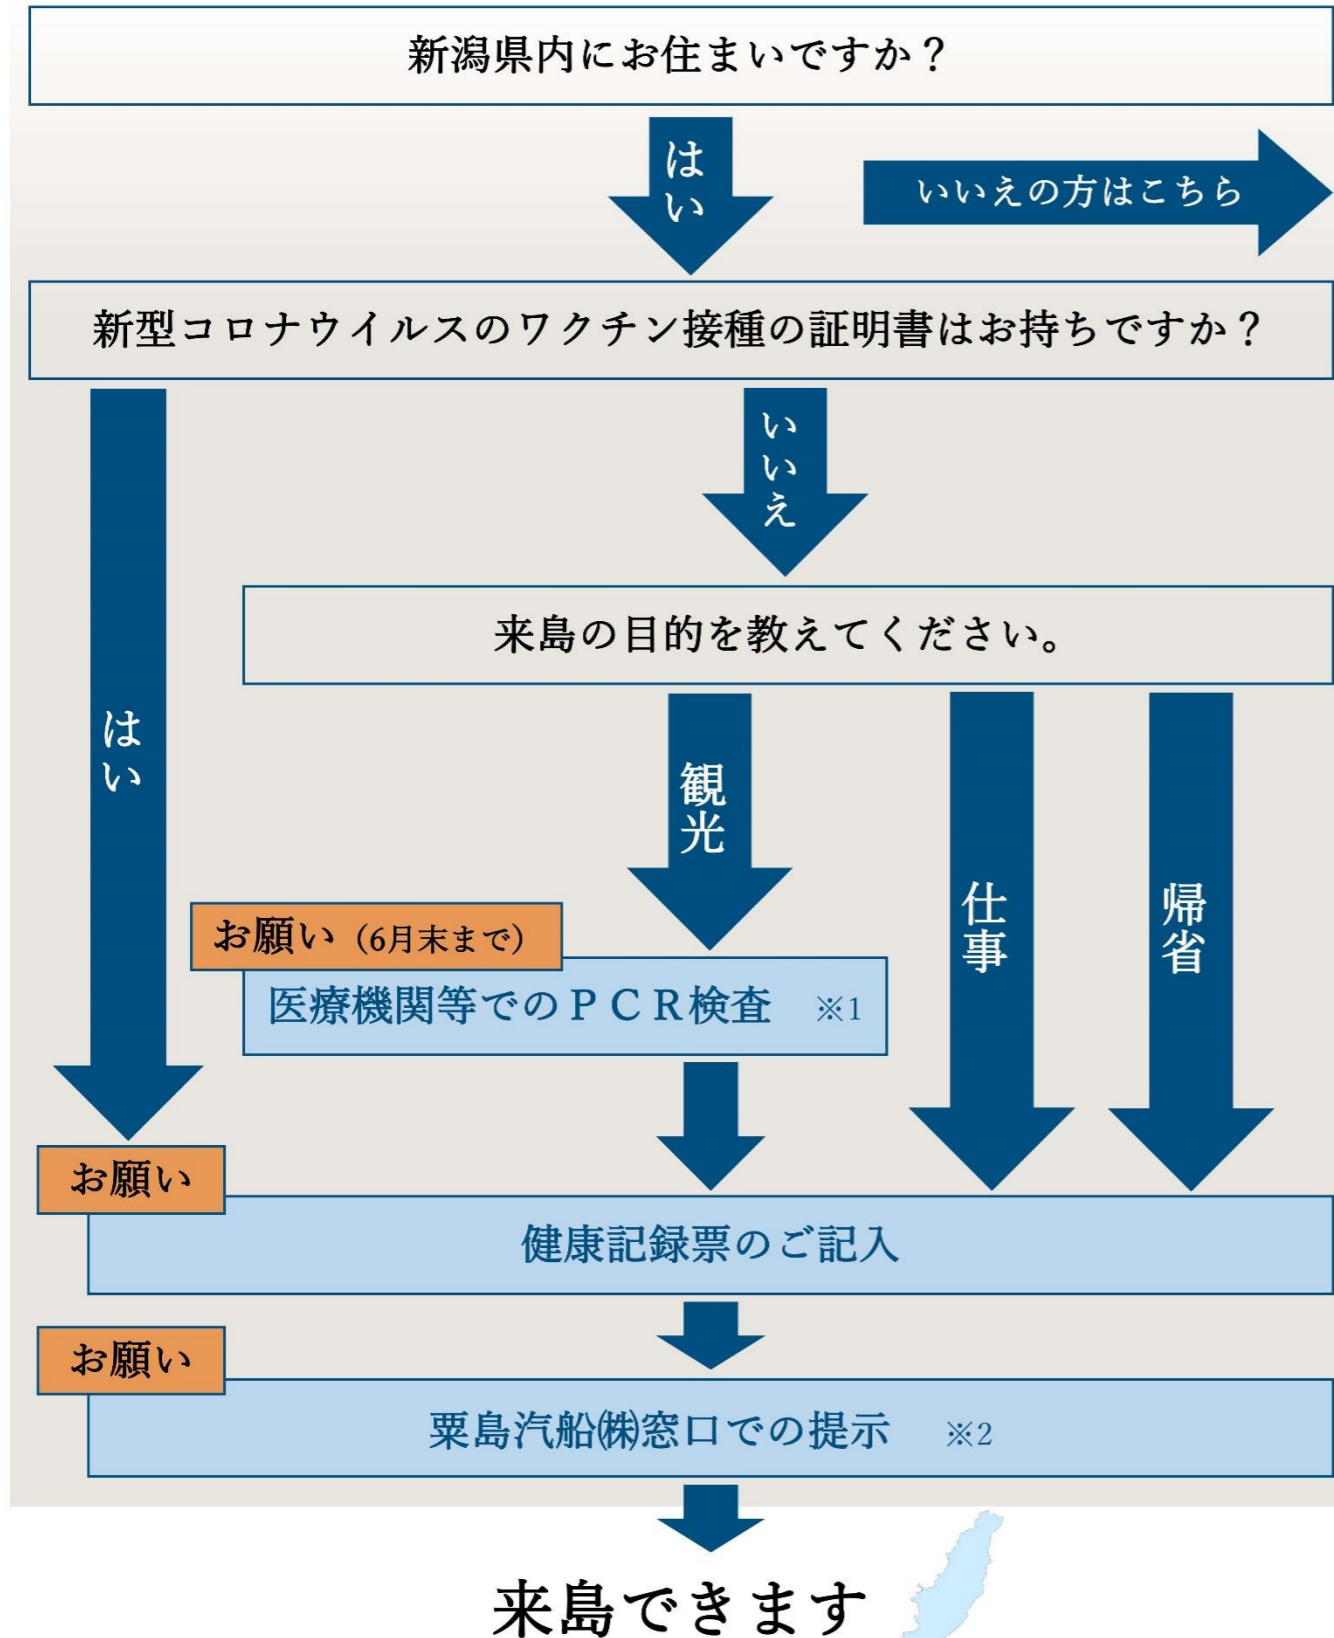 新潟県内にお住まいですか？
はい
いいえの方はこちら
新型コロナウイルスのワクチン接種の証明書はお持ちですか？
いいえ
来島の目的を教えてください。
はい
観光
仕事
帰省
お願い（6月末まで）
医療機関等でのＰＣＲ検査　※1
お願い
健康記録票のご記入
お願い
粟島汽船㈱窓口での提示　※2
来島できます